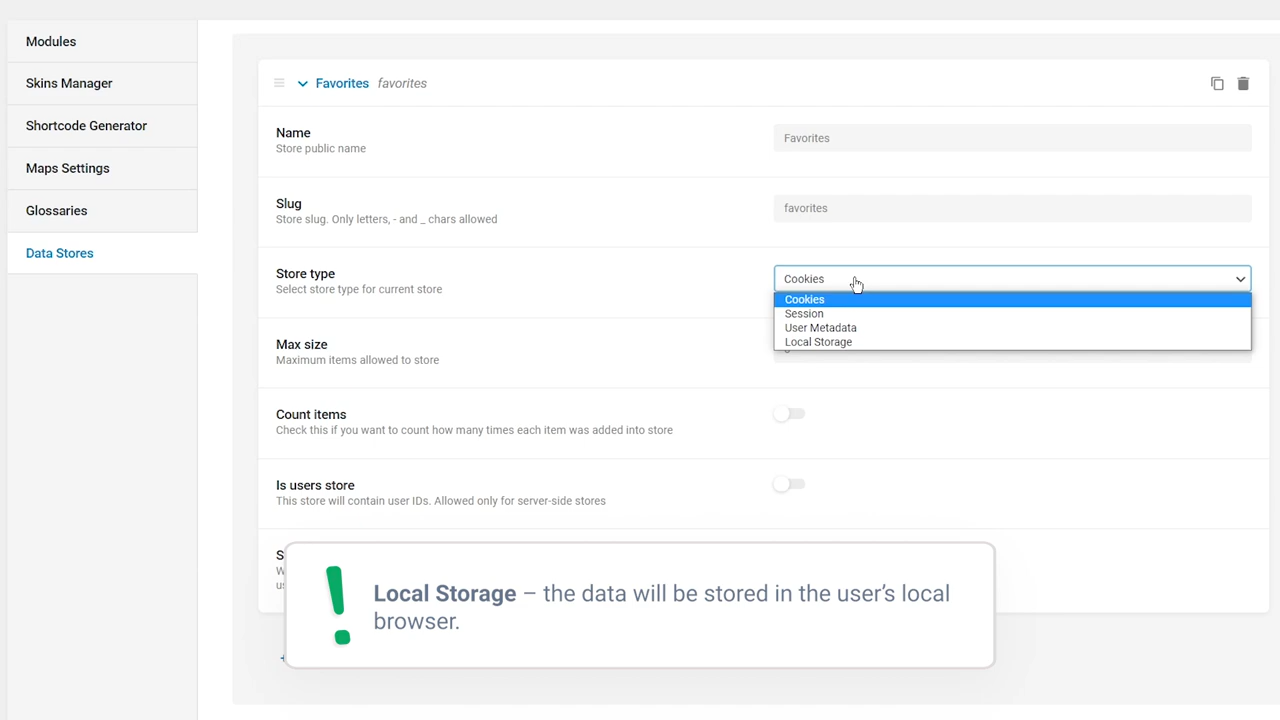 Modules
Skins Manager
Shortcode Generator
Maps Settings
Glossaries
Data Stores
Favorites favorites
Name
Store public name
Favorites
Slug
Store slug. Only letters, - and _ chars allowed
favorites
Store type
Select store type for current store
Cookies
Cookies
Session
User Metadata
Local Storage
Max size
Maximum items allowed to store
Count items
Check this if you want to count how many times each item was added into store
Is users store
This store will contain user IDs. Allowed only for server-side stores
Local Storage – the data will be stored in the user’s local
browser.